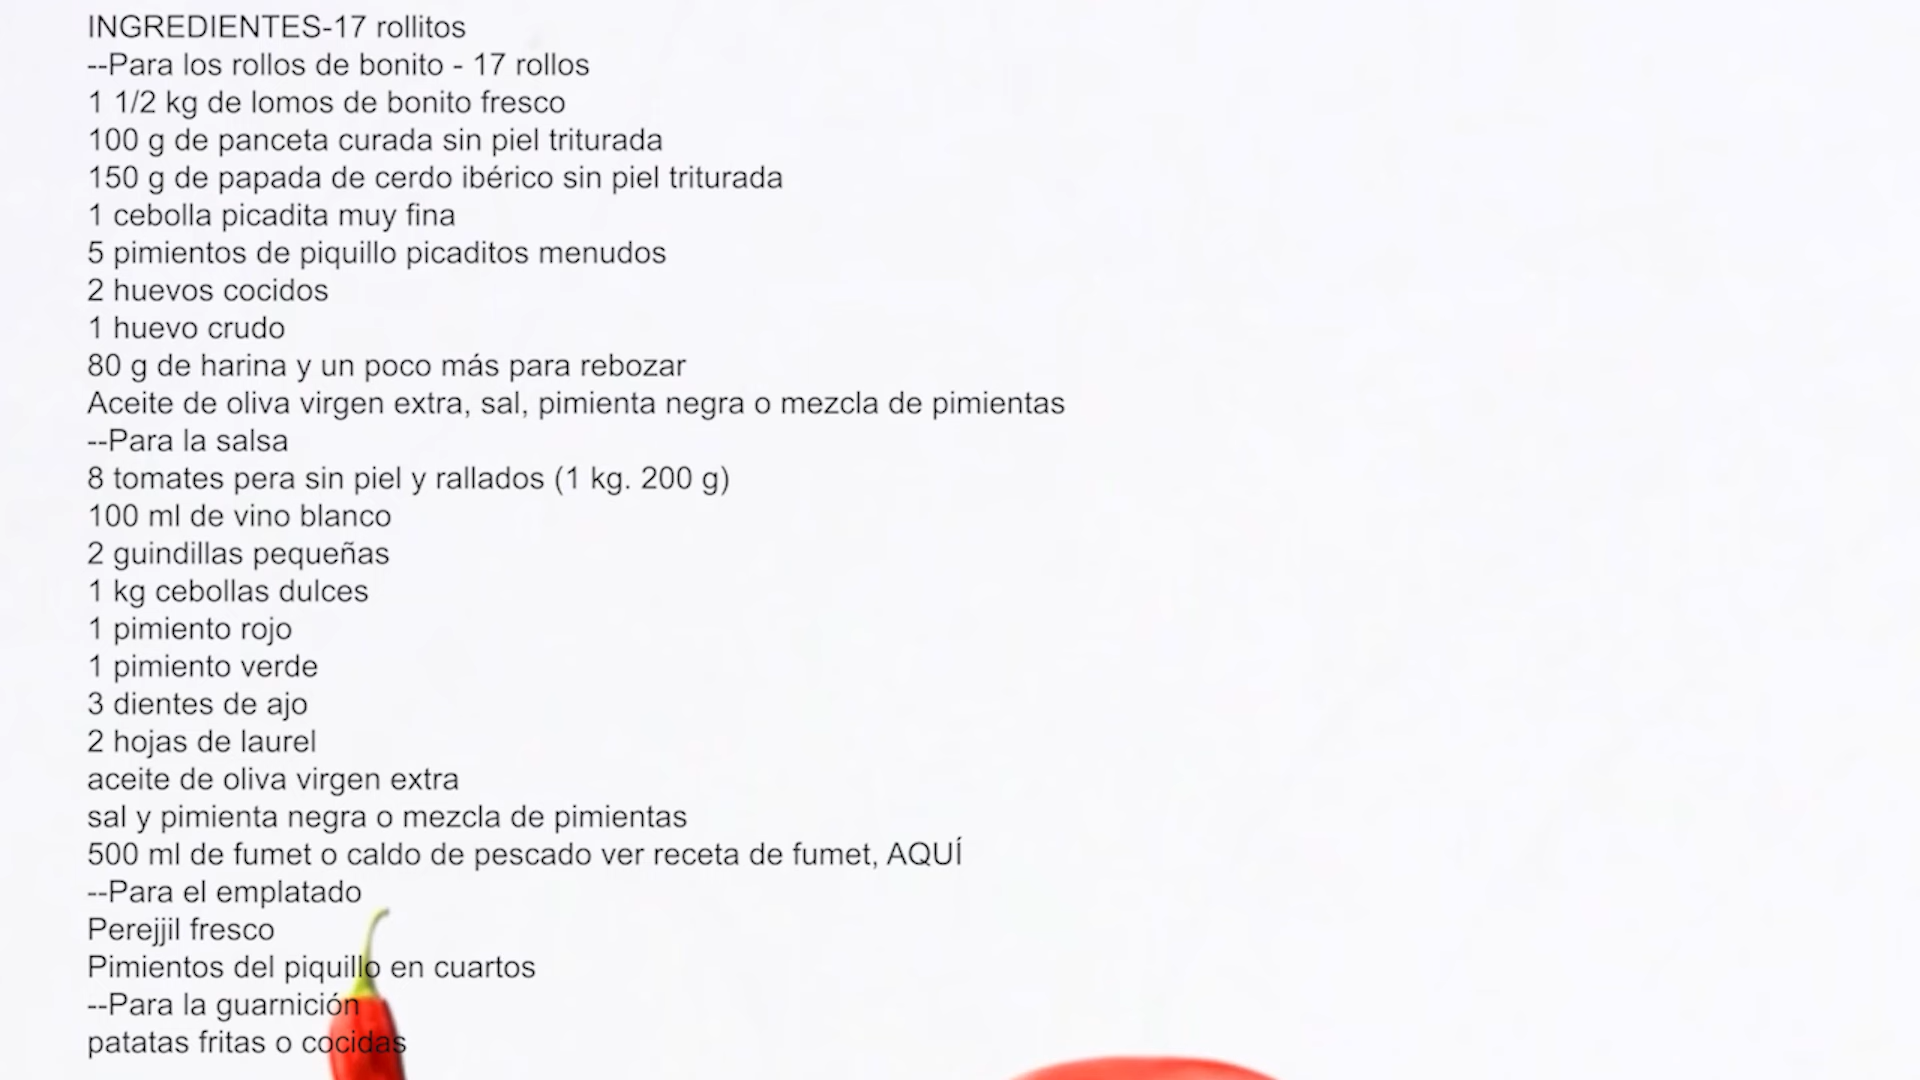 INGREDIENTES-17 rollitos
--Para los rollos de bonito - 17 rollos
1 1/2 kg de lomos de bonito fresco
100 g de panceta curada sin piel triturada
150 g de papada de cerdo ibérico sin piel triturada
1 cebolla picadita muy fina
5 pimientos de piquillo picaditos menudos
2 huevos cocidos
1 huevo crudo
80 g de harina y un poco más para rebozar
Aceite de oliva virgen extra, sal, pimienta negra o mezcla de pimientas
--Para la salsa
8 tomates pera sin piel y rallados (1 kg. 200 g)
100 ml de vino blanco
2 guindillas pequeñas
1 kg cebollas dulces
1 pimiento rojo
1 pimiento verde
3 dientes de ajo
2 hojas de laurel
aceite de oliva virgen extra
sal y pimienta negra o mezcla de pimientas
500 ml de fumet o caldo de pescado ver receta de fumet, AQUÍ
--Para el emplatado
Perejjil fresco
Pimientos del piquillo en cuartos
--Para la guarnición
patatas fritas o cocidas